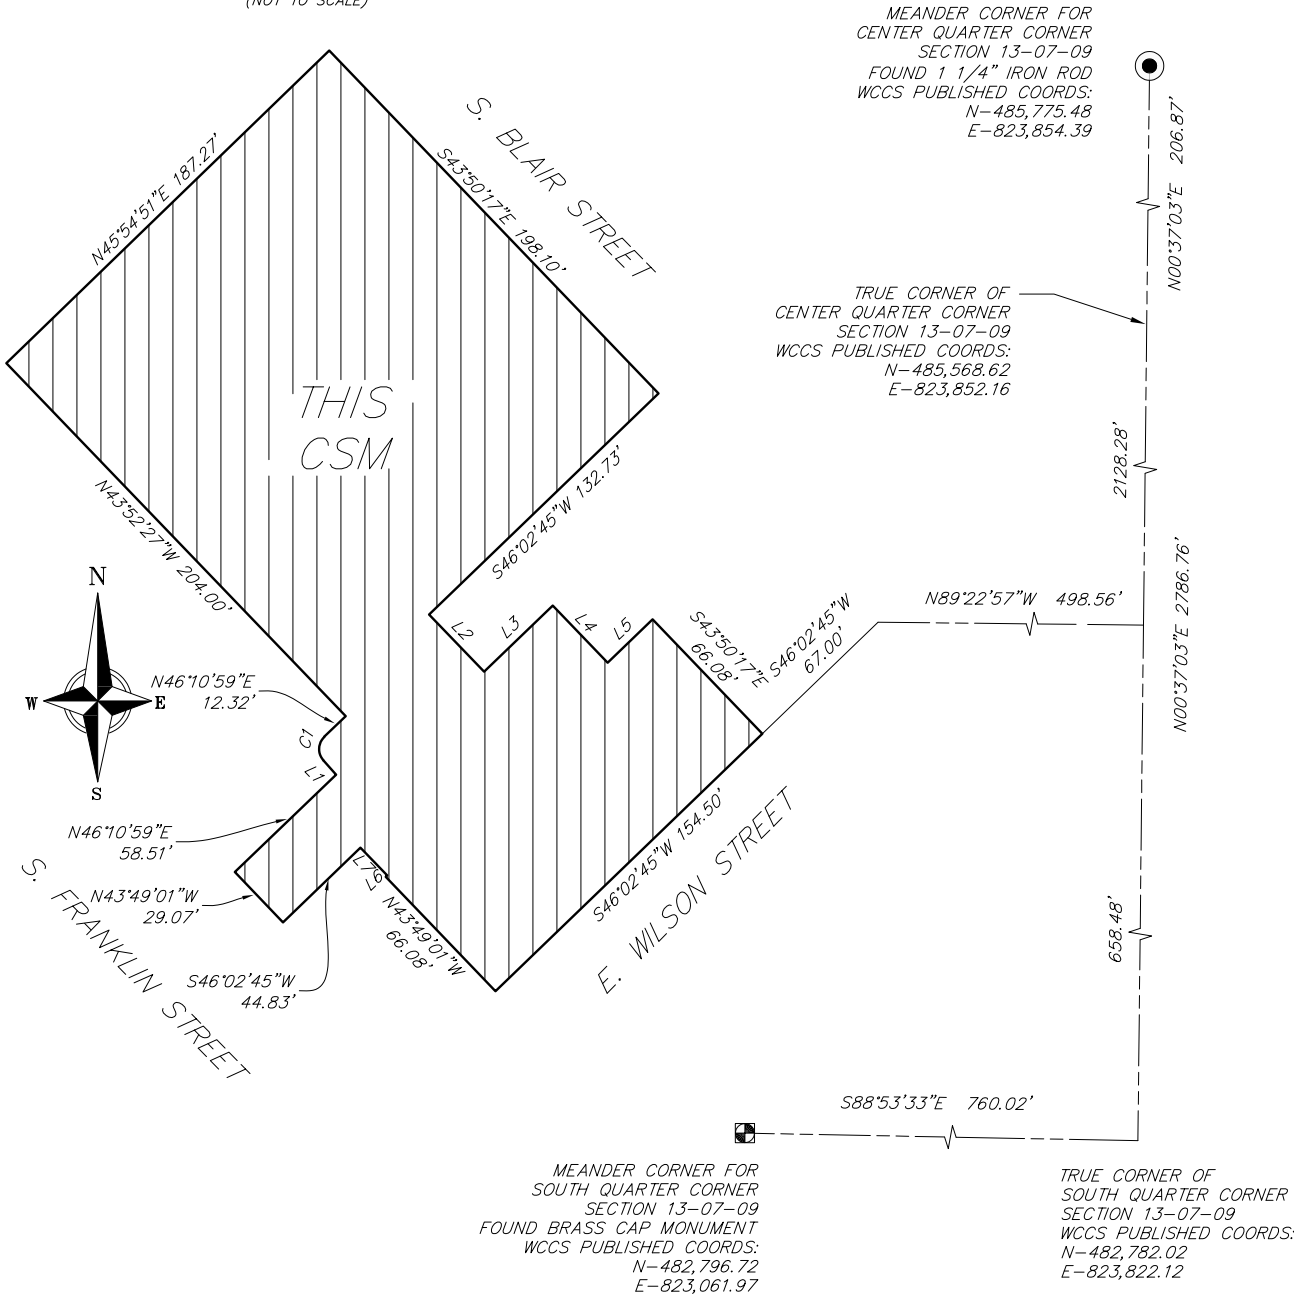 (NOT TO SCALE)
MEANDER CORNER FOR
CENTER QUARTER CORNER
SECTION 13-07-09
FOUND 1 1/4" IRON ROD
WCCS PUBLISHED COORDS:
N-485,775.48
E-823,854.39
N00°37'03"E 206.87'
S. BLAIR STREET
N45°54'51"E 187.27'
S43°50'17"E 198.10'
TRUE CORNER OF
CENTER QUARTER CORNER
SECTION 13-07-09
WCCS PUBLISHED COORDS:
N-485,568.62
E-823,852.16
THIS
CSM
2128.28'
N43°52'27"W 204.00'
S46°02'45"W 132.73'
N00°37'03"E 2786.76'
N89°22'57"W 498.56'
L2
L3
L4
L5
S43°50'17"E
66.08'
S46°02'45"W
67.00'
N
W
E
S
N46°10'59"E
12.32'
C1
L1
N46°10'59"E
58.51'
N43°49'01"W
29.07'
S46°02'45"W
44.83'
L7
L6
N43°49'01"W
66.08'
S46°02'45"W 154.50'
E. WILSON STREET
S. FRANKLIN STREET
658.48'
S88°53'33"E 760.02'
MEANDER CORNER FOR
SOUTH QUARTER CORNER
SECTION 13-07-09
FOUND BRASS CAP MONUMENT
WCCS PUBLISHED COORDS:
N-482,796.72
E-823,061.97
TRUE CORNER OF
SOUTH QUARTER CORNER
SECTION 13-07-09
WCCS PUBLISHED COORDS:
N-482,782.02
E-823,822.12